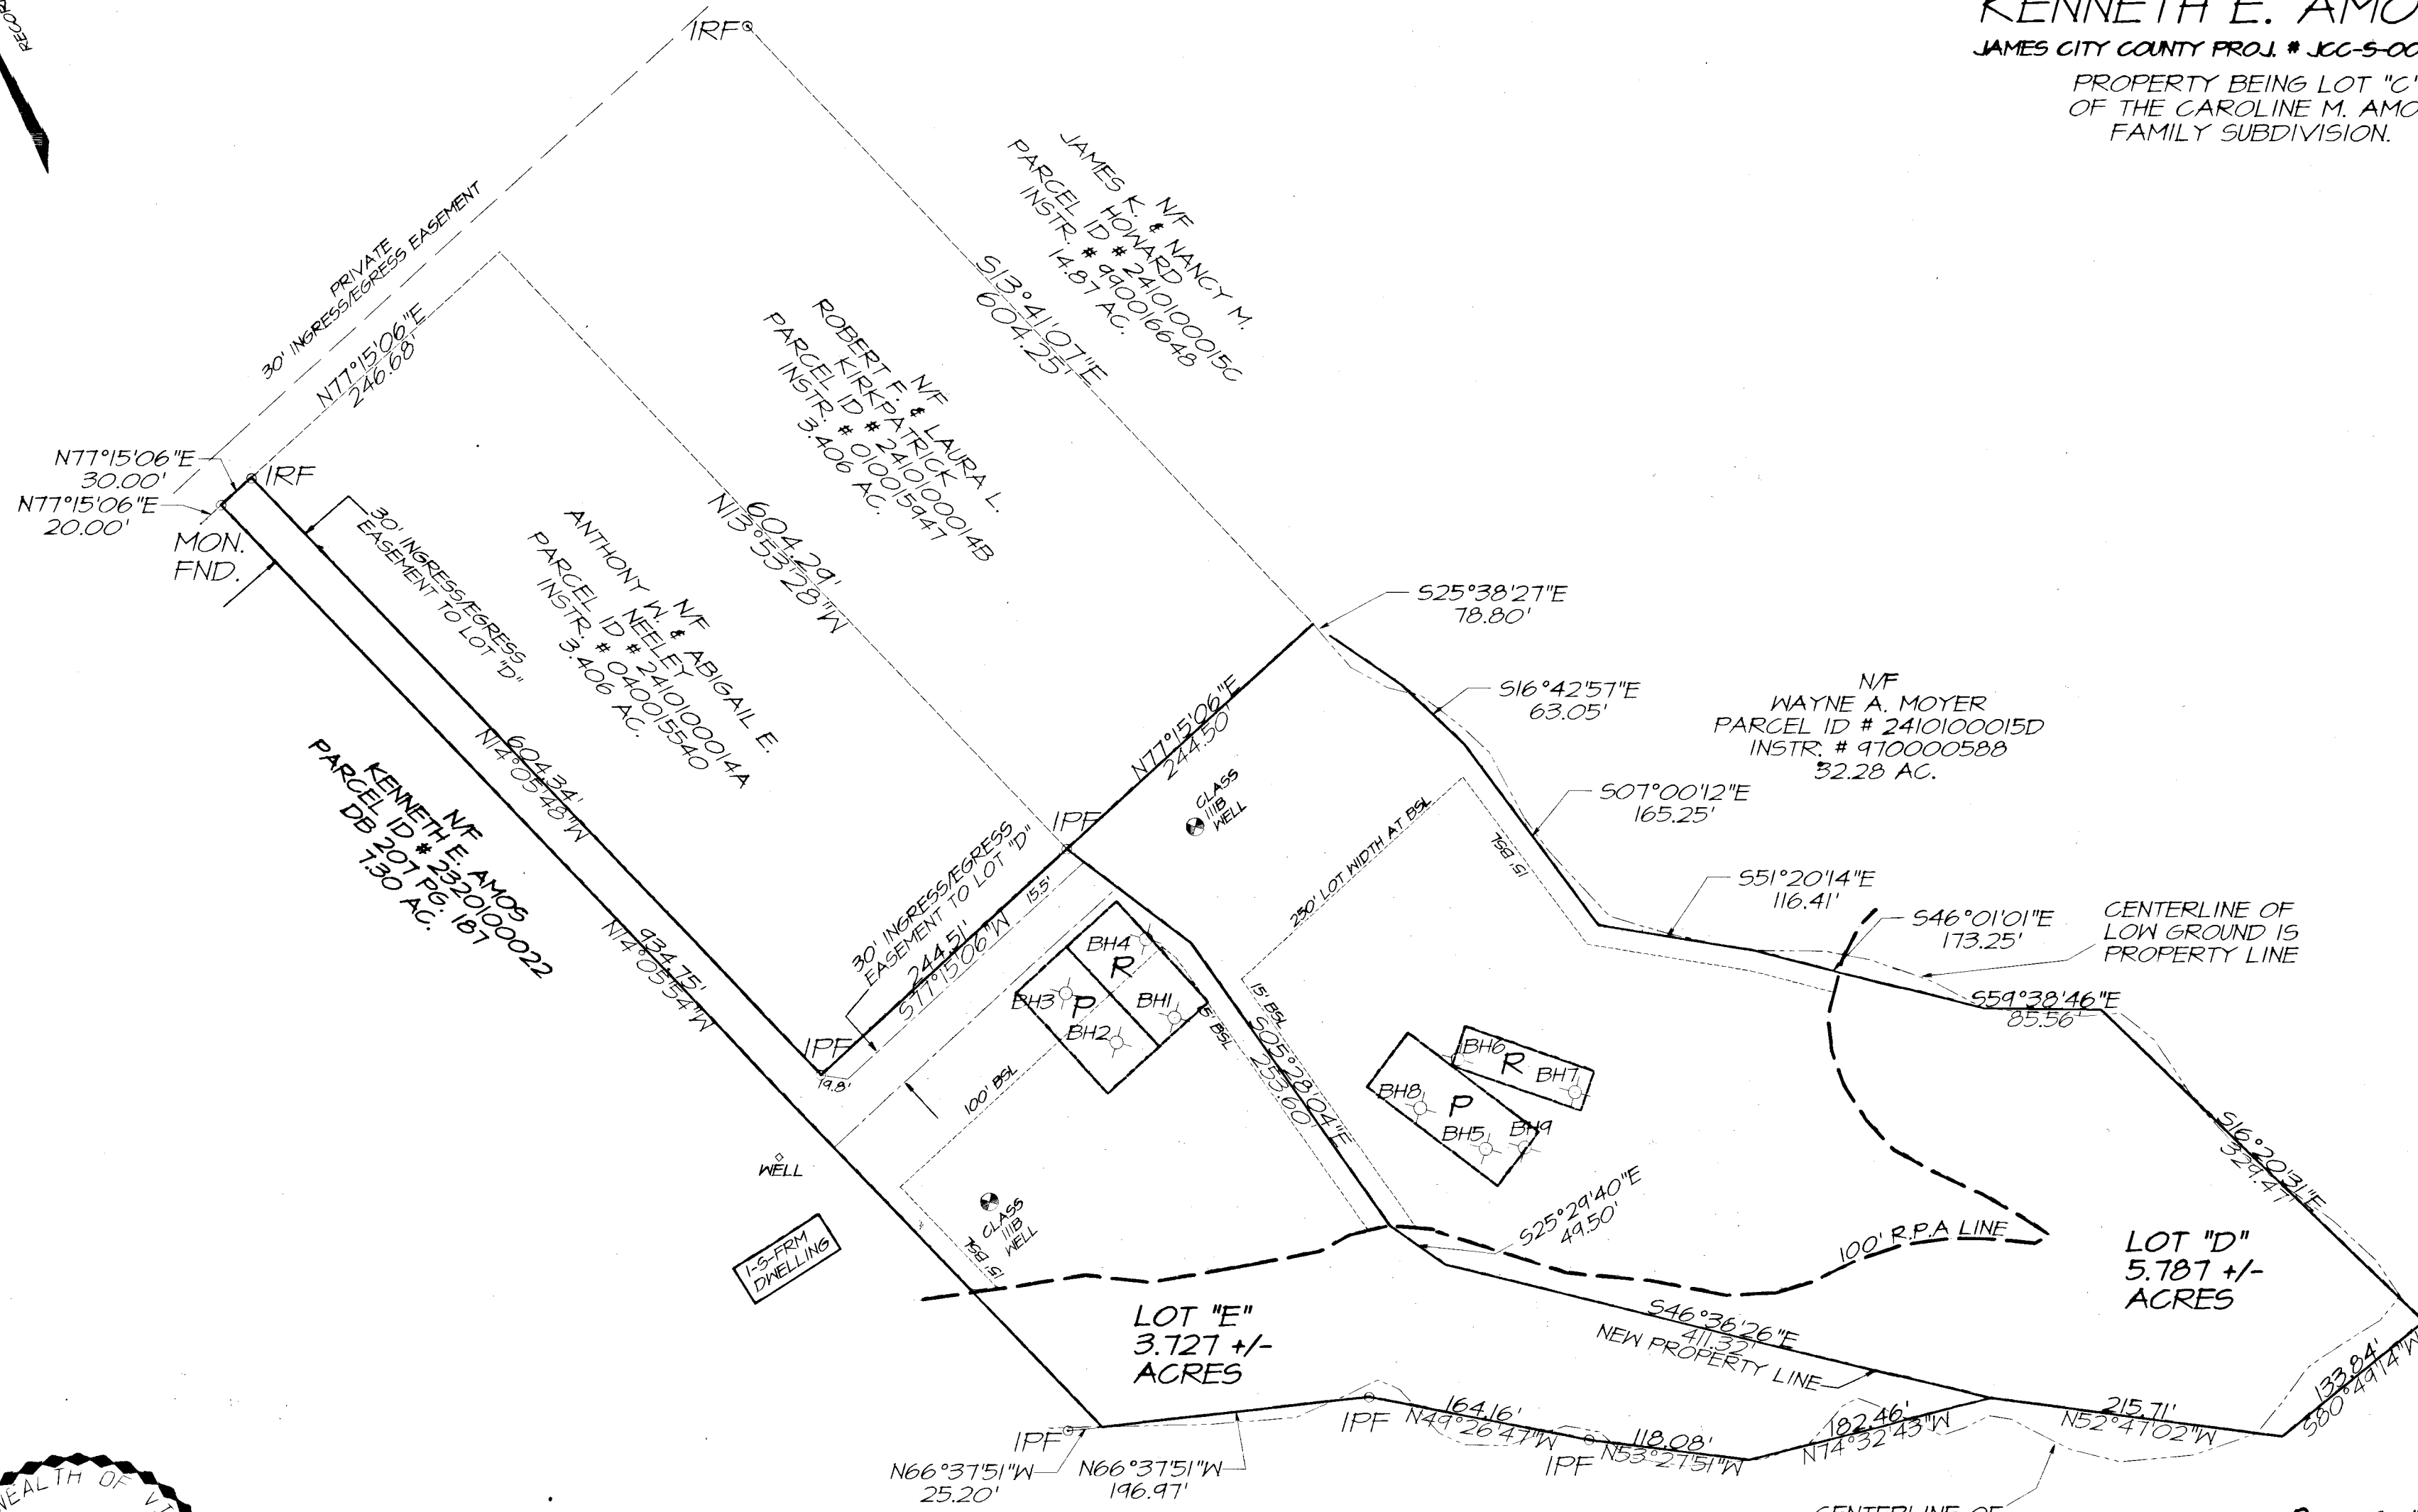 RECOR
KENNETH E. AMO
JAMES CITY COUNTY PROJ. # JCC-S-00
PROPERTY BEING LOT "C"
OF THE CAROLINE M. AMO
FAMILY SUBDIVISION.
IRF
PRIVATE
30' INGRESS/EGRESS EASEMENT
N77°15'06"E
246.68'
N/F
JAMES K. & NANCY M.
HOWARD
PARCEL ID # 2410100015C
INSTR. # 990016648
14.87 AC.
S13°41'07"E
604.25'
N/F
ROBERT F. & LAURA L.
KIRKPATRICK
PARCEL ID # 2410100014B
INSTR. # 010015947
3.406 AC.
604.29'
N13°53'28"W
N77°15'06"E
30.00'
N77°15'06"E
20.00'
IRF
MON.
FND.
30' INGRESS/EGRESS
EASEMENT TO LOT "D"
N/F
ANTHONY W. & ABIGAIL E.
NEELEY
PARCEL ID # 2410100014A
INSTR. # 040015540
3.406 AC.
604.34'
N14°05'48"W
N/F
KENNETH E. AMOS
PARCEL ID # 2320100022
DB 207 PG. 187
7.30 AC.
934.75'
N14°05'54"W
S25°38'27"E
78.80'
S16°42'57"E
63.05'
N/F
WAYNE A. MOYER
PARCEL ID # 2410100015D
INSTR. # 970000588
32.28 AC.
S07°00'12"E
165.25'
N77°15'06"E
244.50'
CLASS
IIIB
WELL
IPF
250' LOT WIDTH AT BSL
15' BSL
S51°20'14"E
116.41'
S46°01'01"E
173.25'
CENTERLINE OF
LOW GROUND IS
PROPERTY LINE
30' INGRESS/EGRESS
EASEMENT TO LOT "D"
15.5'
244.51'
S77°15'06"W
BH4
R
BH3
P
BH1
BH2
15' BSL
15' BSL
S05°28'04"E
253.60'
S59°38'46"E
85.56'
IPF
19.8'
100' BSL
BH6
R
BH7
BH8
P
BH5
BH9
S16°20'31"E
329.47'
WELL
1-S-FRM
DWELLING
CLASS
IIIB
WELL
15' BSL
S25°29'40"E
49.50'
100' R.P.A LINE
LOT "D"
5.787 +/-
ACRES
LOT "E"
3.727 +/-
ACRES
S46°36'26"E
411.32'
NEW PROPERTY LINE
133.84'
S80°49'14"W
215.71'
N52°47'02"W
182.46'
N74°32'43"W
118.08'
N53°27'51"W
164.16'
N49°26'47"W
IPF
IPF
IPF
N66°37'51"W
25.20'
N66°37'51"W
196.97'
CENTERLINE OF